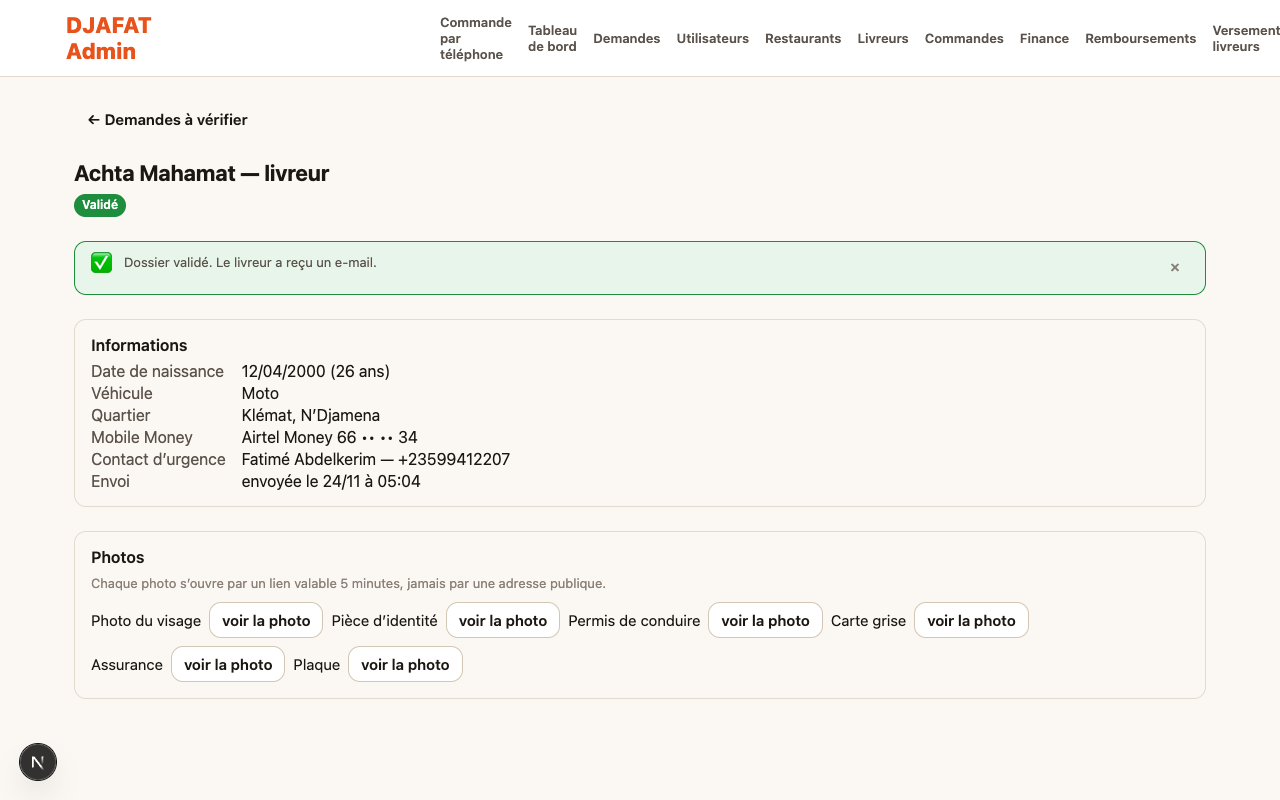 DJAFAT
Admin
Commande
par
téléphone
Tableau
de bord
Demandes
Utilisateurs
Restaurants
Livreurs
Commandes
Finance
Remboursements
Versement
livreurs
← Demandes à vérifier
Achta Mahamat — livreur
Validé
Dossier validé. Le livreur a reçu un e-mail.
×
Informations
Date de naissance 12/04/2000 (26 ans)
Véhicule Moto
Quartier Klémat, N’Djamena
Mobile Money Airtel Money 66 •• •• 34
Contact d’urgence Fatimé Abdelkerim — +23599412207
Envoi envoyée le 24/11 à 05:04
Photos
Chaque photo s’ouvre par un lien valable 5 minutes, jamais par une adresse publique.
Photo du visage voir la photo Pièce d’identité voir la photo Permis de conduire voir la photo Carte grise voir la photo
Assurance voir la photo Plaque voir la photo
N